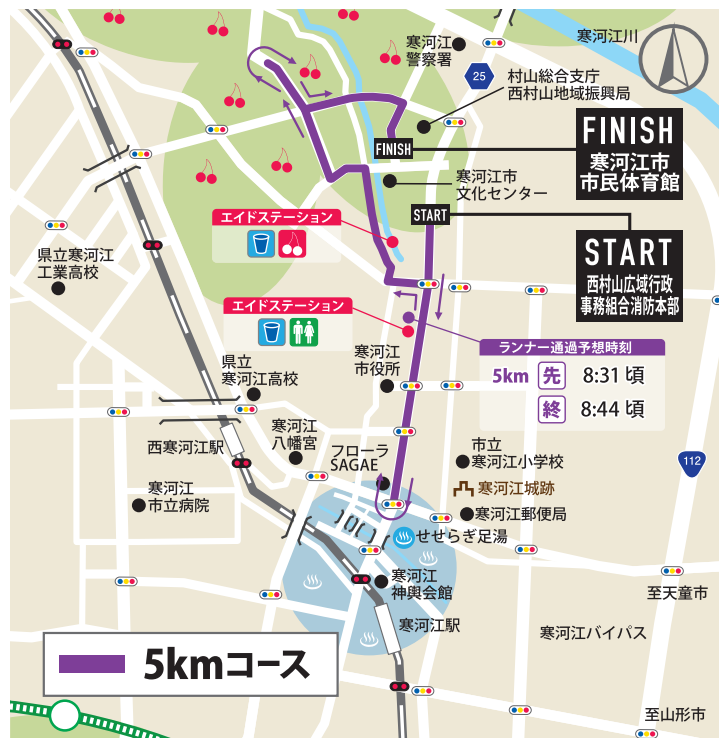 寒河江
警察署
寒河江川
25
村山総合支庁
西村山地域振興局
FINISH
寒河江市
市民体育館
FINISH
寒河江市
文化センター
START
START
西村山広域行政
事務組合消防本部
エイドステーション
県立寒河江
工業高校
エイドステーション
ランナー通過予想時刻
5km 先 8:31頃
終 8:44頃
寒河江
市役所
県立
寒河江高校
西寒河江駅
寒河江
八幡宮
フローラ
SAGAE
市立
寒河江小学校
112
寒河江城跡
寒河江
市立病院
寒河江郵便局
せせらぎ足湯
寒河江
神輿会館
至天童市
寒河江駅
寒河江バイパス
5kmコース
至山形市